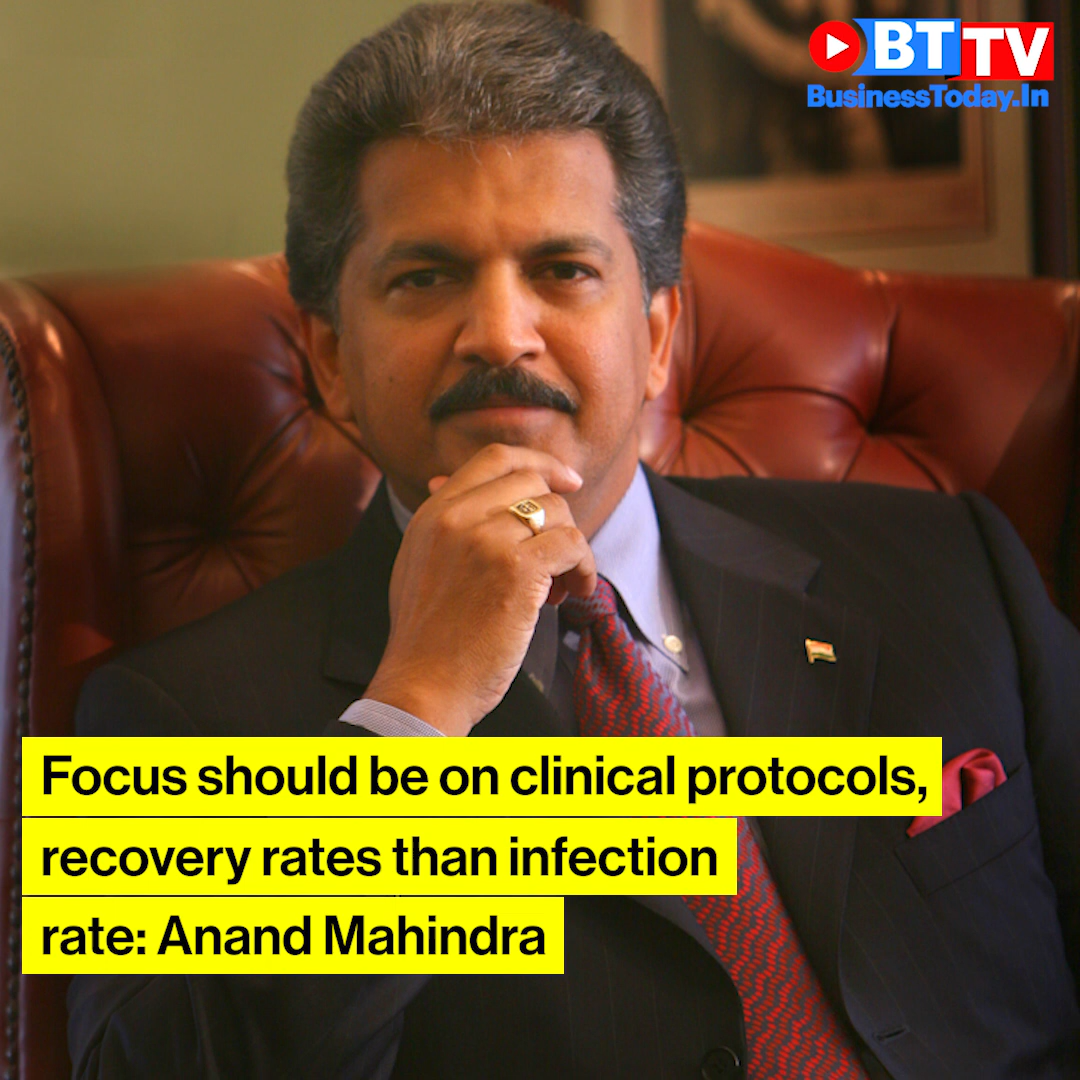 BT TV
BusinessToday.In
Focus should be on clinical protocols,
recovery rates than infection
rate: Anand Mahindra